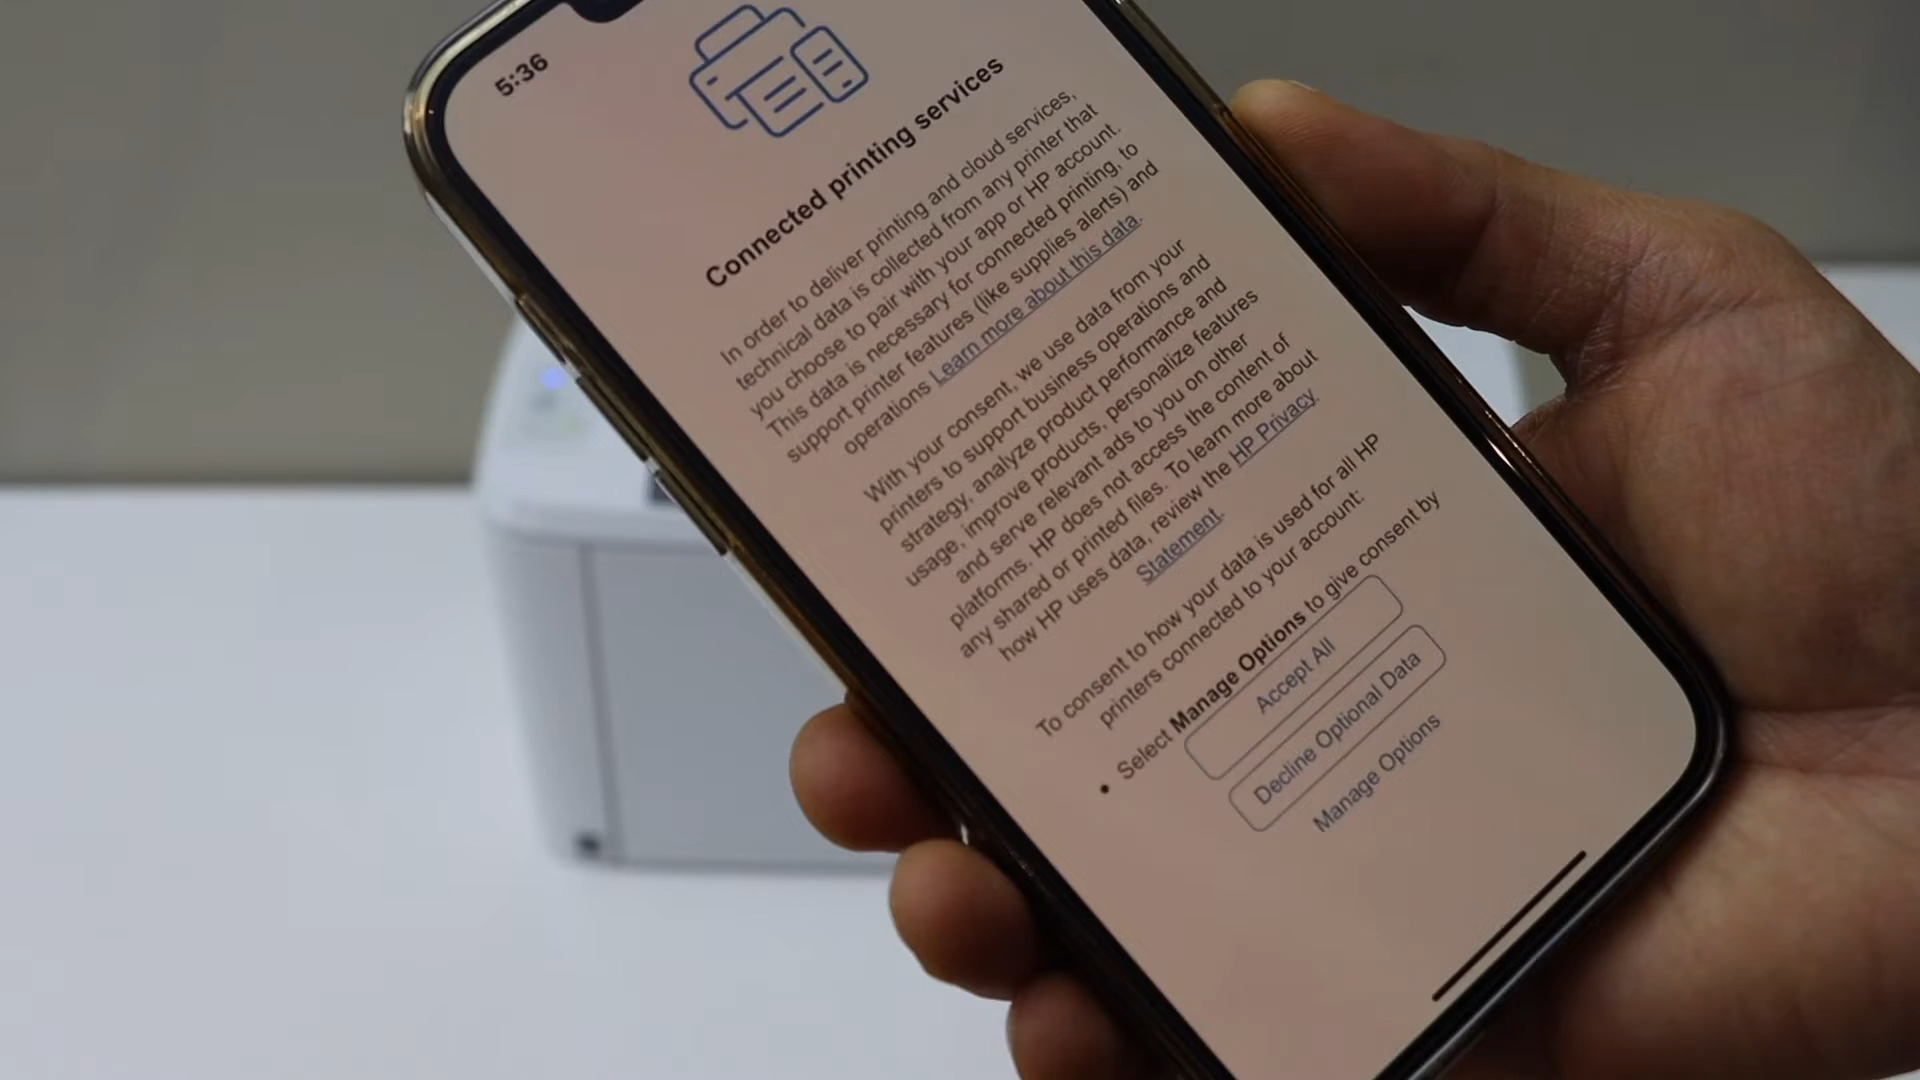 5:36
Connected printing services
In order to deliver printing and cloud services,
technical data is collected from any printer that
you choose to pair with your app or HP account.
This data is necessary for connected printing, to
support printer features (like supplies alerts) and
operations Learn more about this data.
With your consent, we use data from your
printers to support business operations and
strategy, analyze product performance and
usage, improve products, personalize features
and serve relevant ads to you on other
platforms. HP does not access the content of
any shared or printed files. To learn more about
how HP uses data, review the HP Privacy
Statement.
To consent to how your data is used for all HP
printers connected to your account:
• Select Manage Options to give consent by
Accept All
Decline Optional Data
Manage Options